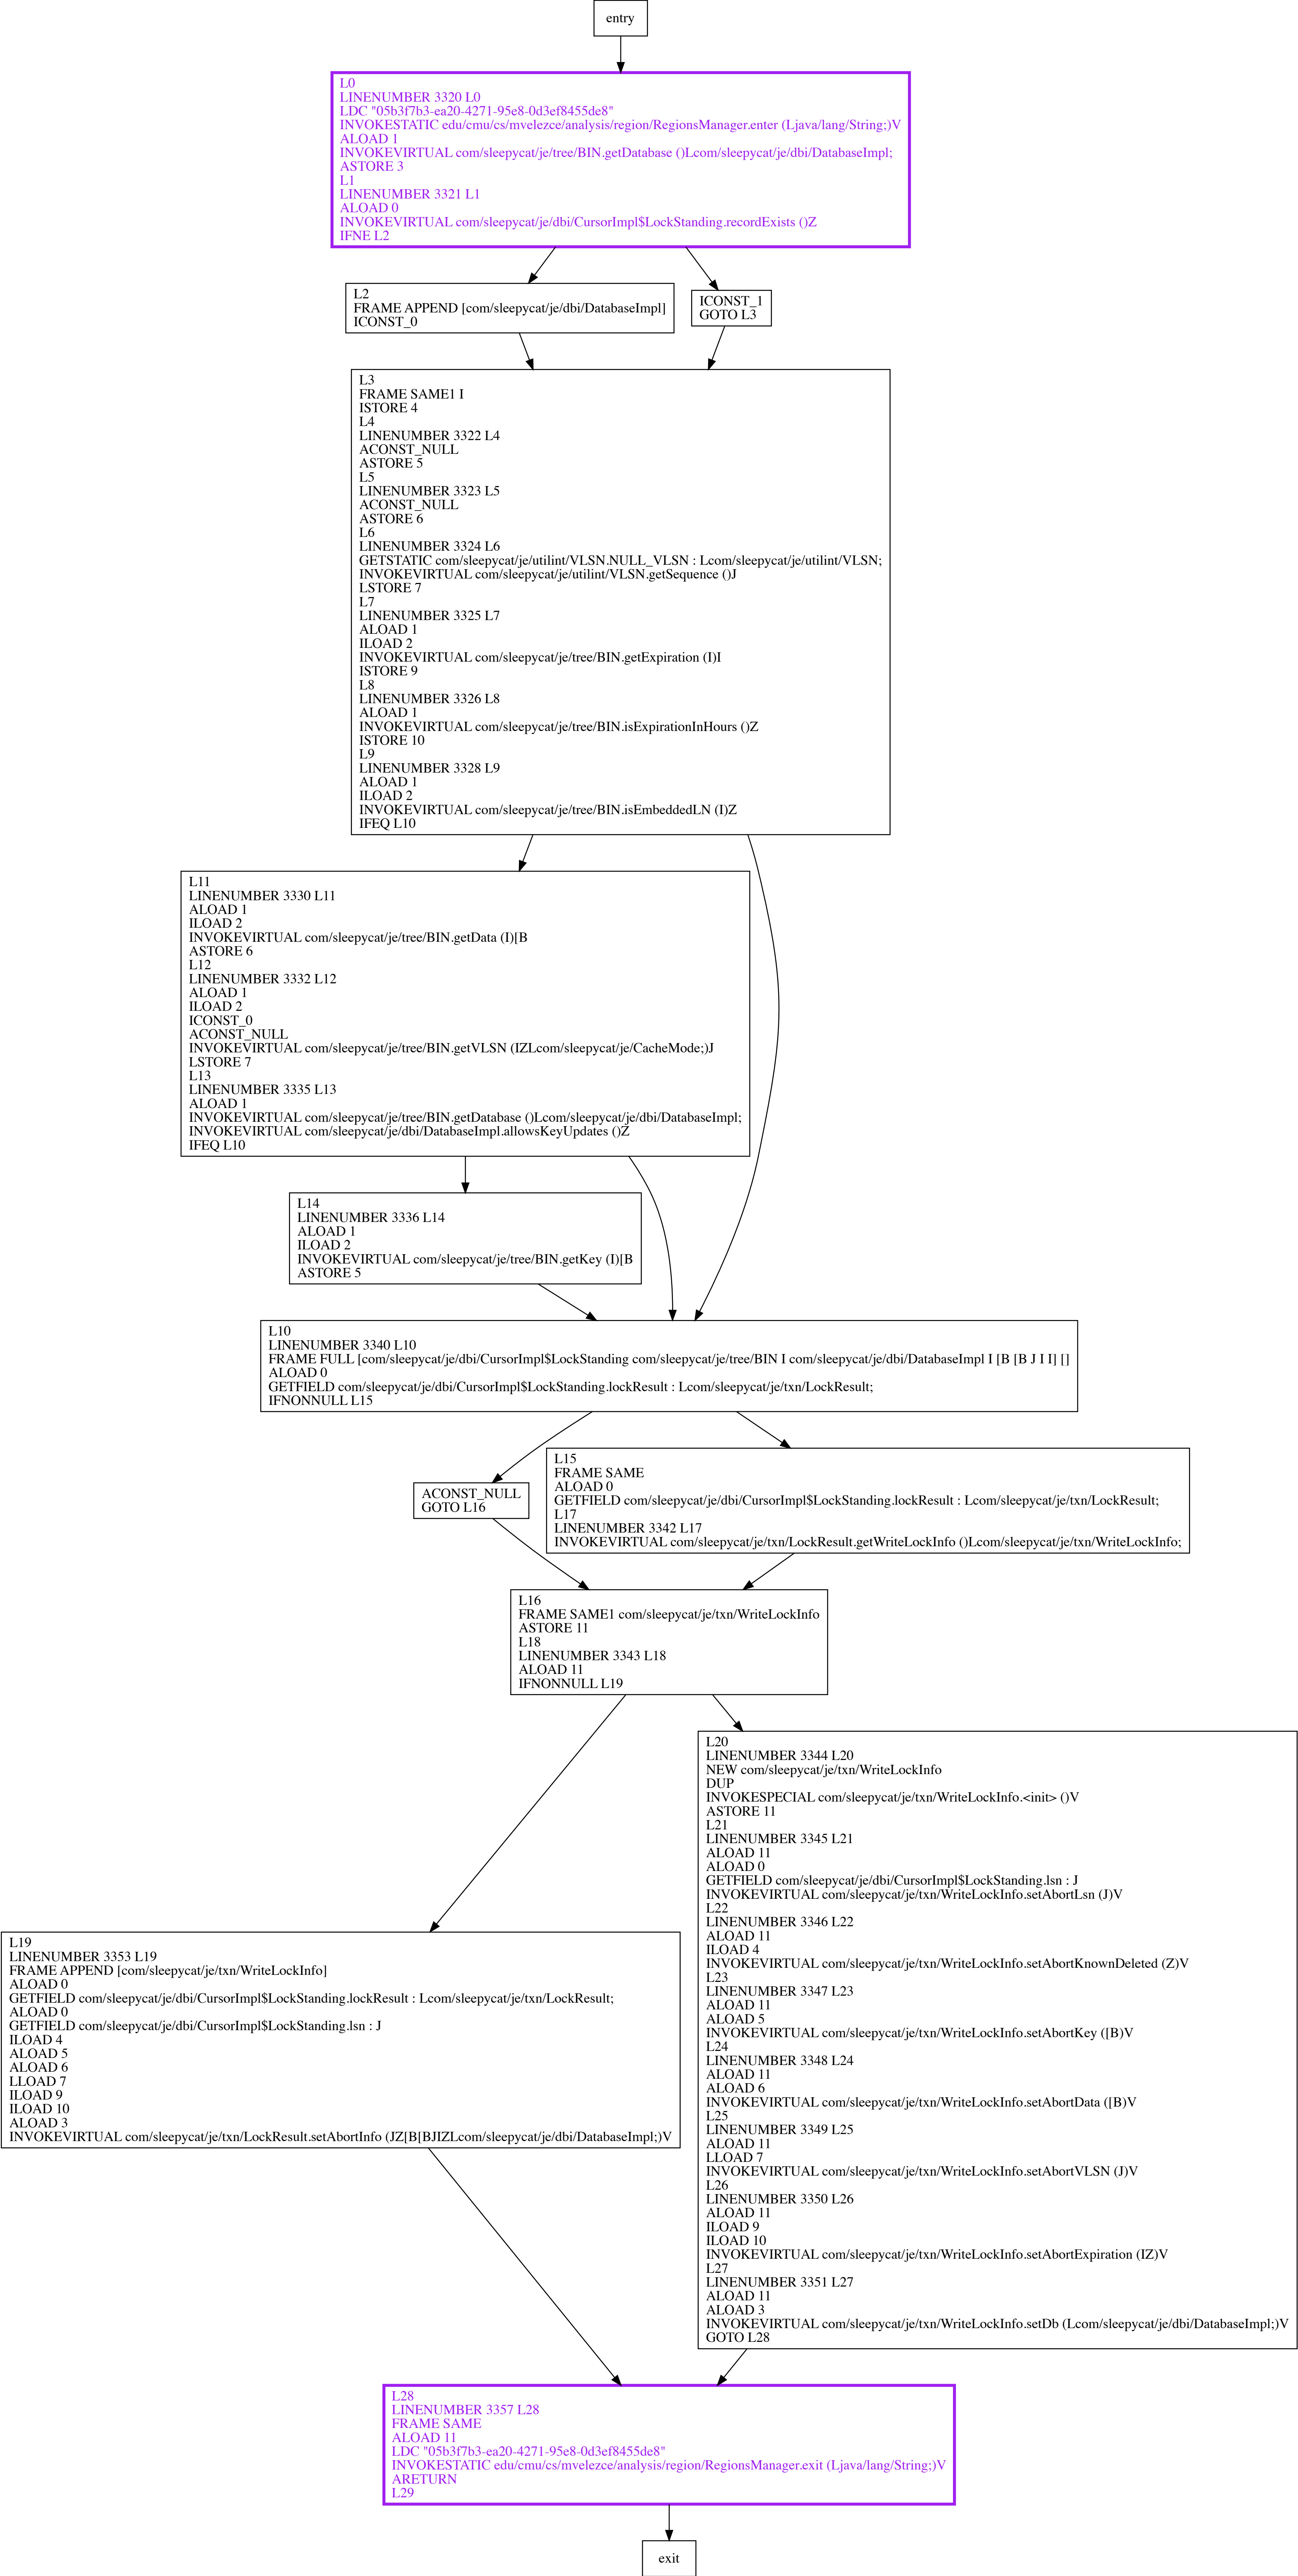 entry
L0
LINENUMBER 3320 L0
LDC "05b3f7b3-ea20-4271-95e8-0d3ef8455de8"
INVOKESTATIC edu/cmu/cs/mvelezce/analysis/region/RegionsManager.enter (Ljava/lang/String;)V
ALOAD 1
INVOKEVIRTUAL com/sleepycat/je/tree/BIN.getDatabase ()Lcom/sleepycat/je/dbi/DatabaseImpl;
ASTORE 3
L1
LINENUMBER 3321 L1
ALOAD 0
INVOKEVIRTUAL com/sleepycat/je/dbi/CursorImpl$LockStanding.recordExists ()Z
IFNE L2
L2
FRAME APPEND [com/sleepycat/je/dbi/DatabaseImpl]
ICONST_0
ICONST_1
GOTO L3
L3
FRAME SAME1 I
ISTORE 4
L4
LINENUMBER 3322 L4
ACONST_NULL
ASTORE 5
L5
LINENUMBER 3323 L5
ACONST_NULL
ASTORE 6
L6
LINENUMBER 3324 L6
GETSTATIC com/sleepycat/je/utilint/VLSN.NULL_VLSN : Lcom/sleepycat/je/utilint/VLSN;
INVOKEVIRTUAL com/sleepycat/je/utilint/VLSN.getSequence ()J
LSTORE 7
L7
LINENUMBER 3325 L7
ALOAD 1
ILOAD 2
INVOKEVIRTUAL com/sleepycat/je/tree/BIN.getExpiration (I)I
ISTORE 9
L8
LINENUMBER 3326 L8
ALOAD 1
INVOKEVIRTUAL com/sleepycat/je/tree/BIN.isExpirationInHours ()Z
ISTORE 10
L9
LINENUMBER 3328 L9
ALOAD 1
ILOAD 2
INVOKEVIRTUAL com/sleepycat/je/tree/BIN.isEmbeddedLN (I)Z
IFEQ L10
L11
LINENUMBER 3330 L11
ALOAD 1
ILOAD 2
INVOKEVIRTUAL com/sleepycat/je/tree/BIN.getData (I)[B
ASTORE 6
L12
LINENUMBER 3332 L12
ALOAD 1
ILOAD 2
ICONST_0
ACONST_NULL
INVOKEVIRTUAL com/sleepycat/je/tree/BIN.getVLSN (IZLcom/sleepycat/je/CacheMode;)J
LSTORE 7
L13
LINENUMBER 3335 L13
ALOAD 1
INVOKEVIRTUAL com/sleepycat/je/tree/BIN.getDatabase ()Lcom/sleepycat/je/dbi/DatabaseImpl;
INVOKEVIRTUAL com/sleepycat/je/dbi/DatabaseImpl.allowsKeyUpdates ()Z
IFEQ L10
L14
LINENUMBER 3336 L14
ALOAD 1
ILOAD 2
INVOKEVIRTUAL com/sleepycat/je/tree/BIN.getKey (I)[B
ASTORE 5
L10
LINENUMBER 3340 L10
FRAME FULL [com/sleepycat/je/dbi/CursorImpl$LockStanding com/sleepycat/je/tree/BIN I com/sleepycat/je/dbi/DatabaseImpl I [B [B J I I] []
ALOAD 0
GETFIELD com/sleepycat/je/dbi/CursorImpl$LockStanding.lockResult : Lcom/sleepycat/je/txn/LockResult;
IFNONNULL L15
ACONST_NULL
GOTO L16
L15
FRAME SAME
ALOAD 0
GETFIELD com/sleepycat/je/dbi/CursorImpl$LockStanding.lockResult : Lcom/sleepycat/je/txn/LockResult;
L17
LINENUMBER 3342 L17
INVOKEVIRTUAL com/sleepycat/je/txn/LockResult.getWriteLockInfo ()Lcom/sleepycat/je/txn/WriteLockInfo;
L16
FRAME SAME1 com/sleepycat/je/txn/WriteLockInfo
ASTORE 11
L18
LINENUMBER 3343 L18
ALOAD 11
IFNONNULL L19
L20
LINENUMBER 3344 L20
NEW com/sleepycat/je/txn/WriteLockInfo
DUP
INVOKESPECIAL com/sleepycat/je/txn/WriteLockInfo.<init> ()V
ASTORE 11
L21
LINENUMBER 3345 L21
ALOAD 11
ALOAD 0
GETFIELD com/sleepycat/je/dbi/CursorImpl$LockStanding.lsn : J
INVOKEVIRTUAL com/sleepycat/je/txn/WriteLockInfo.setAbortLsn (J)V
L22
LINENUMBER 3346 L22
ALOAD 11
ILOAD 4
INVOKEVIRTUAL com/sleepycat/je/txn/WriteLockInfo.setAbortKnownDeleted (Z)V
L23
LINENUMBER 3347 L23
ALOAD 11
ALOAD 5
INVOKEVIRTUAL com/sleepycat/je/txn/WriteLockInfo.setAbortKey ([B)V
L24
LINENUMBER 3348 L24
ALOAD 11
ALOAD 6
INVOKEVIRTUAL com/sleepycat/je/txn/WriteLockInfo.setAbortData ([B)V
L25
LINENUMBER 3349 L25
ALOAD 11
LLOAD 7
INVOKEVIRTUAL com/sleepycat/je/txn/WriteLockInfo.setAbortVLSN (J)V
L26
LINENUMBER 3350 L26
ALOAD 11
ILOAD 9
ILOAD 10
INVOKEVIRTUAL com/sleepycat/je/txn/WriteLockInfo.setAbortExpiration (IZ)V
L27
LINENUMBER 3351 L27
ALOAD 11
ALOAD 3
INVOKEVIRTUAL com/sleepycat/je/txn/WriteLockInfo.setDb (Lcom/sleepycat/je/dbi/DatabaseImpl;)V
GOTO L28
L19
LINENUMBER 3353 L19
FRAME APPEND [com/sleepycat/je/txn/WriteLockInfo]
ALOAD 0
GETFIELD com/sleepycat/je/dbi/CursorImpl$LockStanding.lockResult : Lcom/sleepycat/je/txn/LockResult;
ALOAD 0
GETFIELD com/sleepycat/je/dbi/CursorImpl$LockStanding.lsn : J
ILOAD 4
ALOAD 5
ALOAD 6
LLOAD 7
ILOAD 9
ILOAD 10
ALOAD 3
INVOKEVIRTUAL com/sleepycat/je/txn/LockResult.setAbortInfo (JZ[B[BJIZLcom/sleepycat/je/dbi/DatabaseImpl;)V
L28
LINENUMBER 3357 L28
FRAME SAME
ALOAD 11
LDC "05b3f7b3-ea20-4271-95e8-0d3ef8455de8"
INVOKESTATIC edu/cmu/cs/mvelezce/analysis/region/RegionsManager.exit (Ljava/lang/String;)V
ARETURN
L29
exit